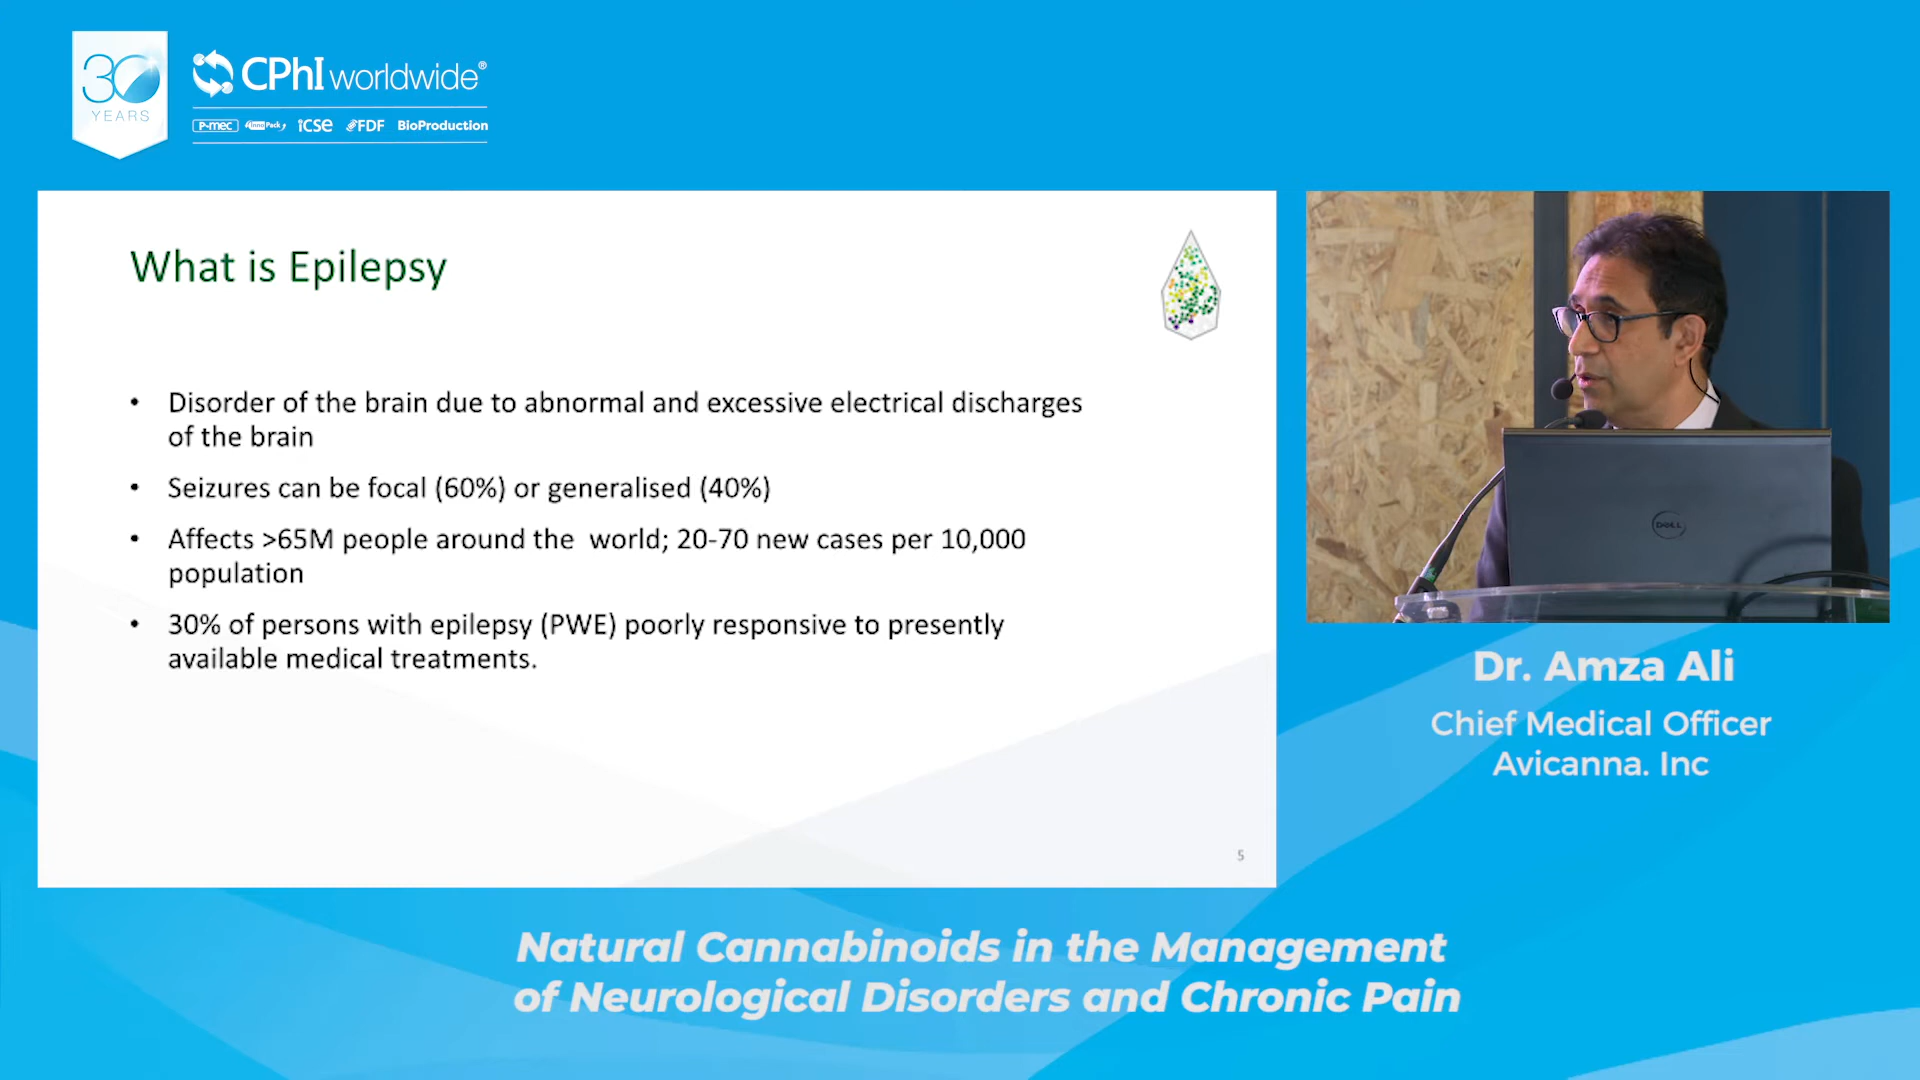 30
YEARS
CPhI worldwide®
P-mec InnoPack iCSE FDF BioProduction
What is Epilepsy
• Disorder of the brain due to abnormal and excessive electrical discharges
of the brain
• Seizures can be focal (60%) or generalised (40%)
• Affects >65M people around the  world; 20-70 new cases per 10,000
population
• 30% of persons with epilepsy (PWE) poorly responsive to presently
available medical treatments.
5
DELL
Dr. Amza Ali
Chief Medical Officer
Avicanna. Inc
Natural Cannabinoids in the Management
of Neurological Disorders and Chronic Pain